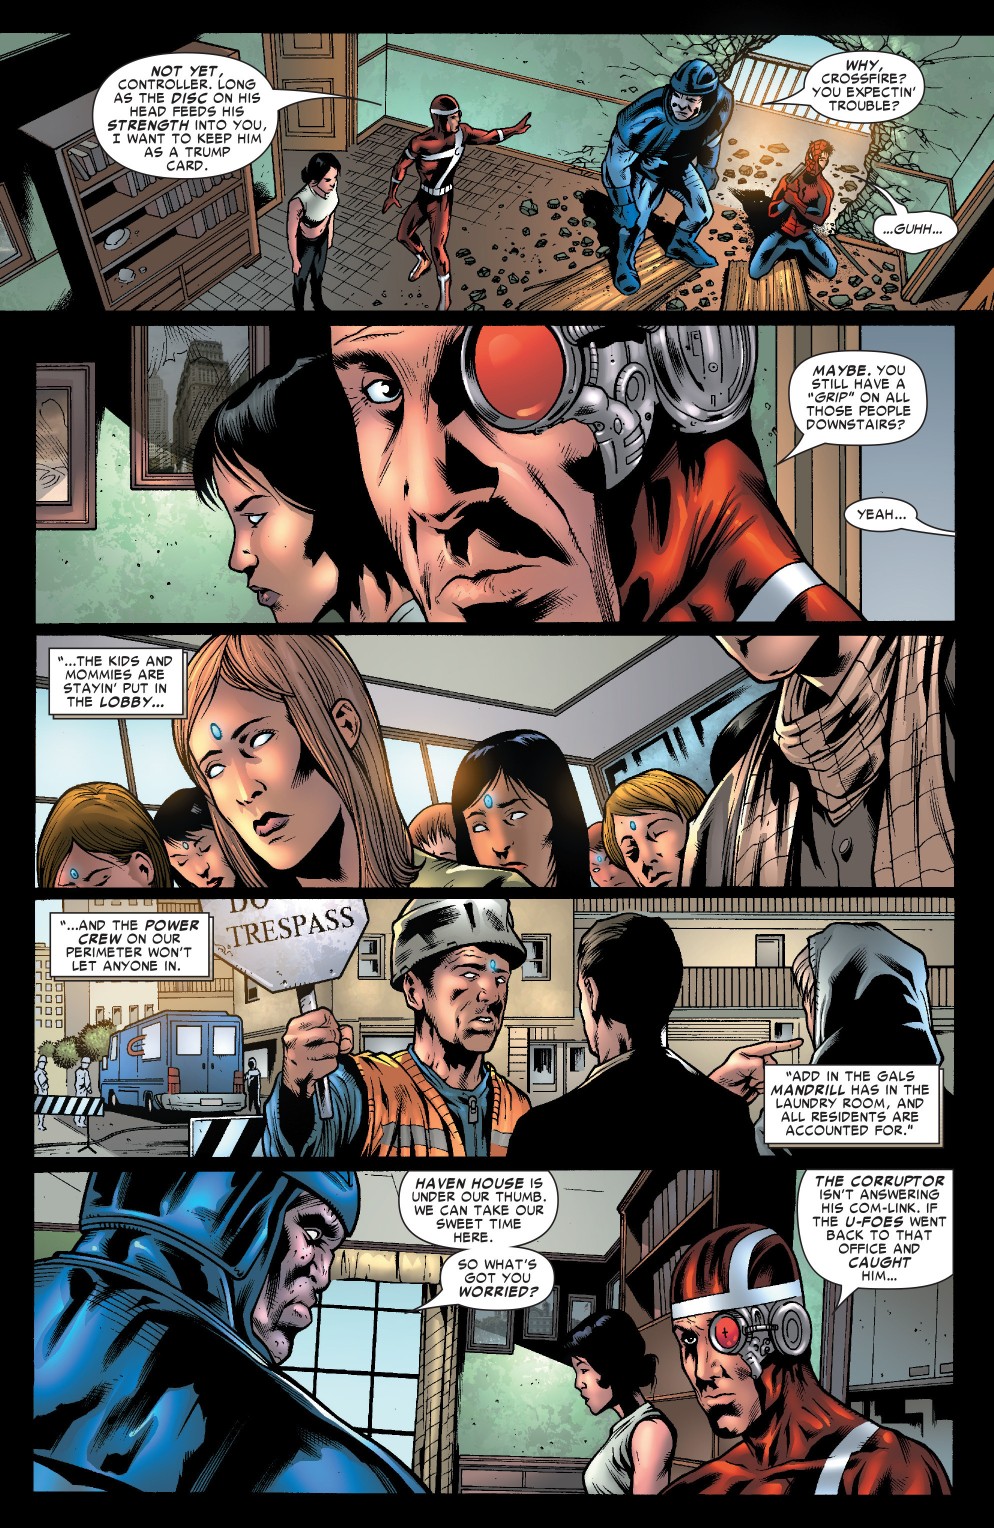 NOT YET,
CONTROLLER. LONG
AS THE DISC ON HIS
HEAD FEEDS HIS
STRENGTH INTO YOU,
I WANT TO KEEP HIM
AS A TRUMP
CARD.
WHY,
CROSSFIRE?
YOU EXPECTIN'
TROUBLE?
...GUHH...
MAYBE. YOU
STILL HAVE A
"GRIP" ON ALL
THOSE PEOPLE
DOWNSTAIRS?
YEAH...
"...THE KIDS AND
MOMMIES ARE
STAYIN' PUT IN
THE LOBBY...
"...AND THE POWER
CREW ON OUR
PERIMETER WON'T
LET ANYONE IN.
DO
TRESPASS
"ADD IN THE GALS
MANDRILL HAS IN THE
LAUNDRY ROOM, AND
ALL RESIDENTS ARE
ACCOUNTED FOR."
HAVEN HOUSE IS
UNDER OUR THUMB.
WE CAN TAKE OUR
SWEET TIME
HERE.
SO WHAT'S
GOT YOU
WORRIED?
THE CORRUPTOR
ISN'T ANSWERING
HIS COM-LINK. IF
THE U-FOES WENT
BACK TO THAT
OFFICE AND
CAUGHT
HIM...